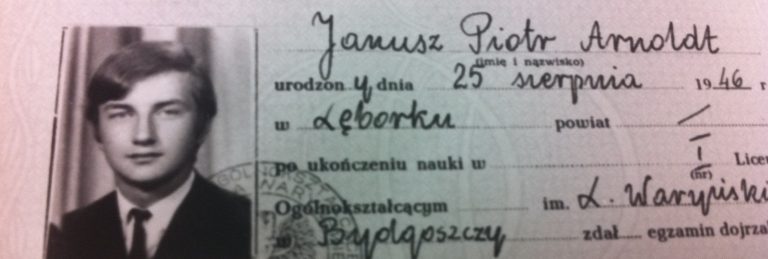 Janusz Piotr Arnoldt
(imię i nazwisko)
urodzony dnia 25 sierpnia 1946 r
w Lęborku powiat —
po ukończeniu nauki w I Lice
(nr)
Ogólnokształcącym im. L. Waryński
w Bydgoszczy zdał egzamin dojrza